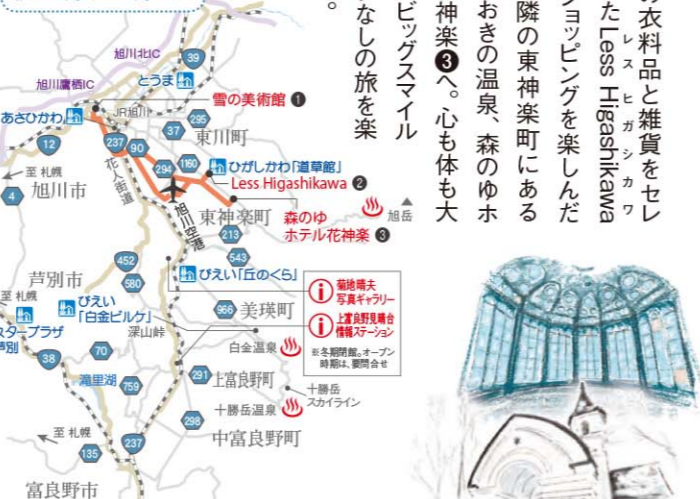 の衣料品と雑貨をセレ
たLess Higashikawa
レスヒガシカワ
ョッピングを楽しんだ
隣の東神楽町にある
おきの温泉、森のゆホ
神楽❸へ。心も体も大
ビッグスマイル
なしの旅を楽
。
旭川北IC
39
旭川鷹栖IC
とうま
あさひかわ
JR旭川
雪の美術館 ❶
295
37
東川町
12
237
90
至 札幌
花人街道
294
1160
ひがしかわ「道草館」
Less Higashikawa ❷
4
旭川市
旭川空港
東神楽町
森のゆ
ホテル花神楽 ❸
旭岳
213
543
452
芦別市
580
びえい「丘のくら」
菊地晴夫
写真ギャラリー
上富良野見晴台
情報ステーション
※冬期閉館。オープン
時期は、要問合せ
至 札幌
びえい
「白金ビルケ」
966
美瑛町
スタープラザ
芦別
深山峠
白金温泉
38
70
滝里湖
759
291
上富良野町
十勝岳
スカイライン
十勝岳温泉
298
至 札幌
中富良野町
135
237
富良野市